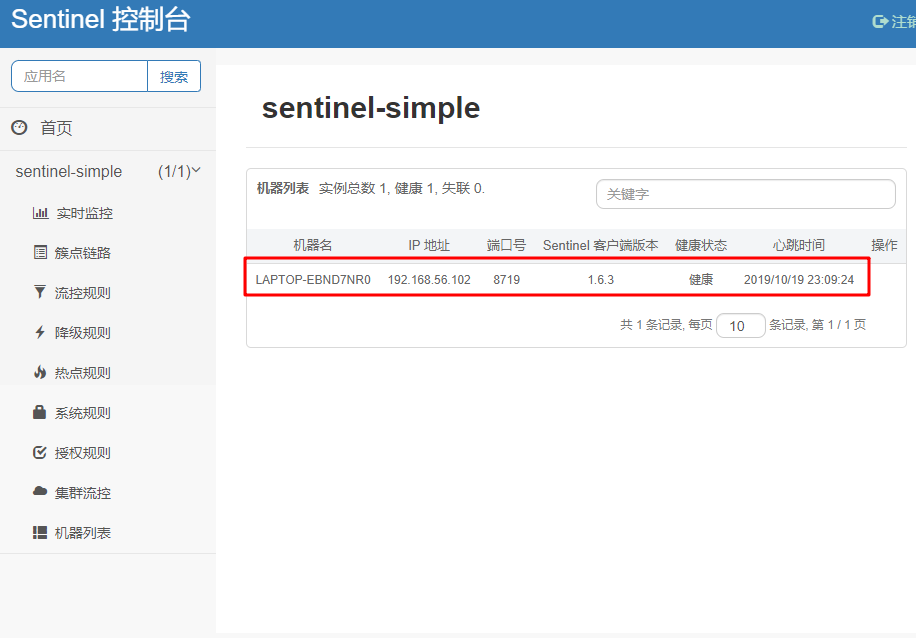 Sentinel 控制台
注销
应用名 搜索
首页
sentinel-simple (1/1)
实时监控
簇点链路
流控规则
降级规则
热点规则
系统规则
授权规则
集群流控
机器列表
sentinel-simple
机器列表 实例总数 1, 健康 1, 失联 0.
关键字
机器名 IP 地址 端口号 Sentinel 客户端版本 健康状态 心跳时间 操作
LAPTOP-EBND7NR0 192.168.56.102 8719 1.6.3 健康 2019/10/19 23:09:24
共 1 条记录, 每页 10 条记录, 第 1 / 1 页